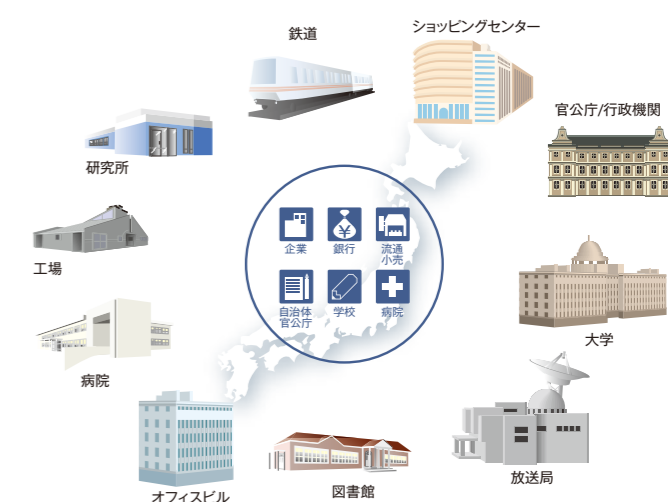 鉄道
ショッピングセンター
官公庁/行政機関
研究所
工場
企業
銀行
流通
小売
自治体
官公庁
学校
病院
大学
病院
オフィスビル
図書館
放送局